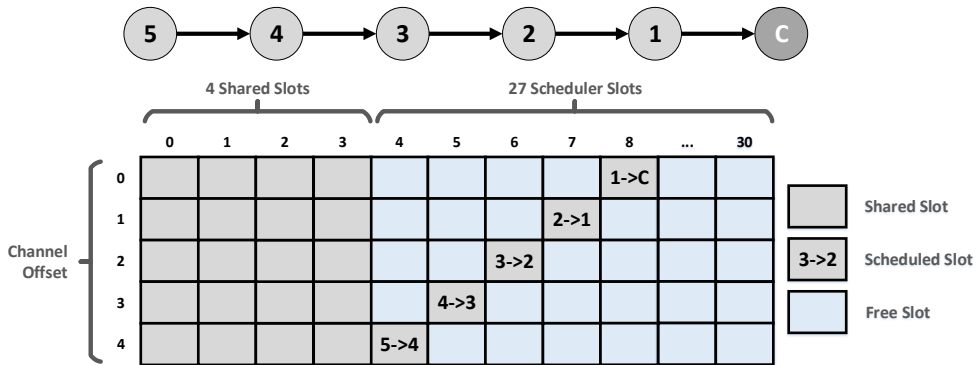 5 4 3 2 1 C
4 Shared Slots 27 Scheduler Slots
0 1 2 3 4 5 6 7 8 ... 30
0 1->C
1 2->1
Channel
Offset
2 3->2
3 4->3
4 5->4
Shared Slot
3->2 Scheduled Slot
Free Slot